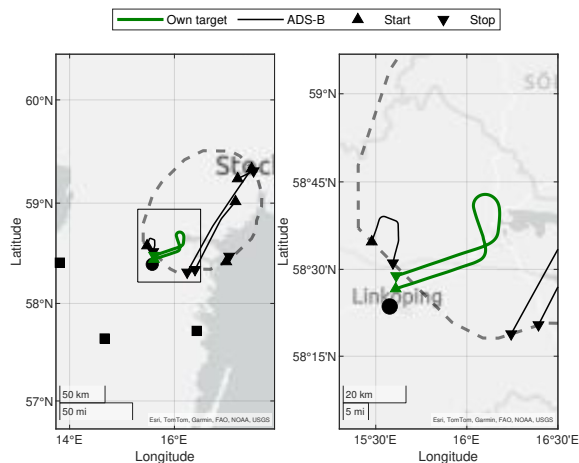 Own target ADS-B Start Stop
60°N
59°N
58°N
57°N
Latitude
Stock
50 km
50 mi
Esri, TomTom, Garmin, FAO, NOAA, USGS
14°E 16°E
Longitude
59°N
58°45'N
58°30'N
58°15'N
Latitude
SÖ
Linköping
20 km
5 mi
Esri, TomTom, Garmin, FAO, NOAA, USGS
15°30'E 16°E 16°30'E
Longitude